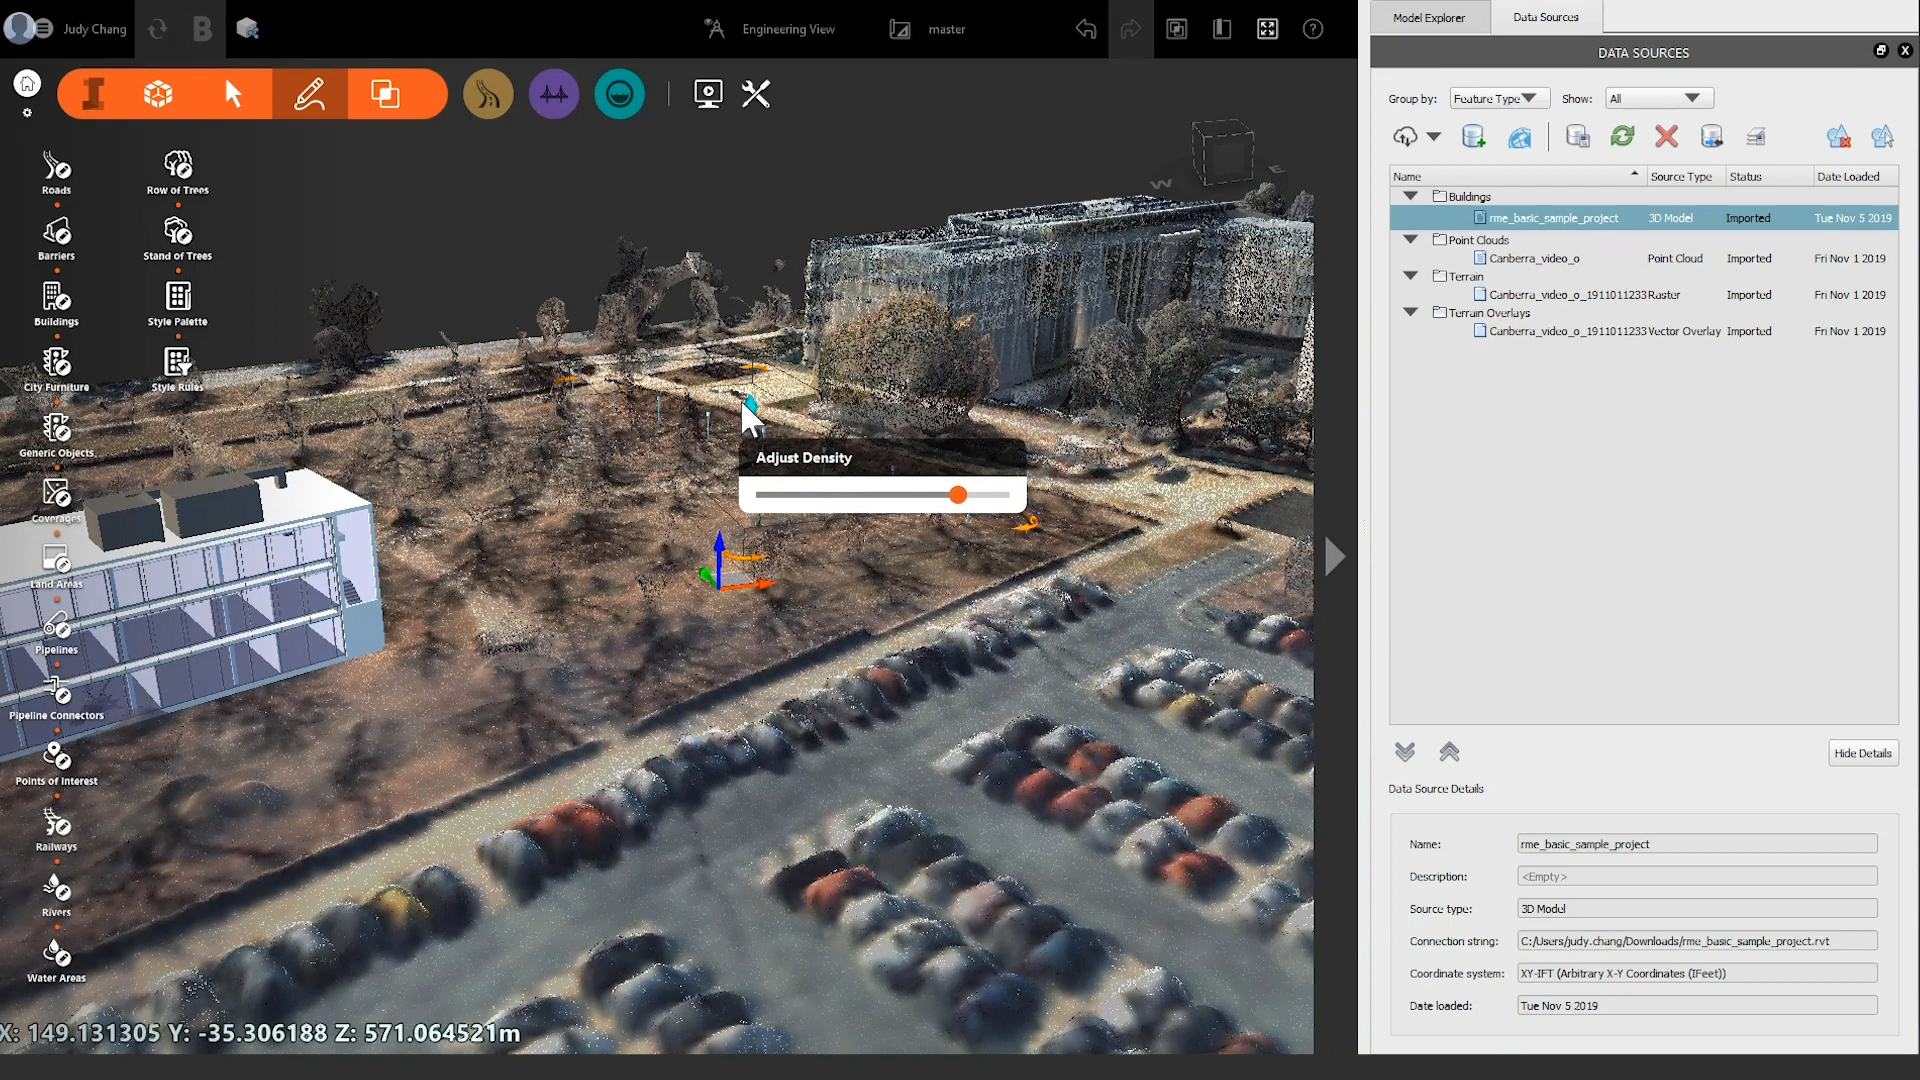 Judy Chang
B
Engineering View
master
Model Explorer
Data Sources
DATA SOURCES
Group by:
Feature Type
Show:
All
Name
Source Type
Status
Date Loaded
Buildings
rme_basic_sample_project 3D Model Imported Tue Nov 5 2019
Point Clouds
Canberra_video_o Point Cloud Imported Fri Nov 1 2019
Terrain
Canberra_video_o_1911011233 Raster Imported Fri Nov 1 2019
Terrain Overlays
Canberra_video_o_1911011233 Vector Overlay Imported Fri Nov 1 2019
Roads
Row of Trees
Barriers
Stand of Trees
Buildings
Style Palette
City Furniture
Style Rules
Generic Objects
Coverages
Land Areas
Pipelines
Pipeline Connectors
Points of Interest
Railways
Rivers
Water Areas
W
E
Adjust Density
X: 149.131305 Y: -35.306188 Z: 571.064521m
Hide Details
Data Source Details
Name: rme_basic_sample_project
Description: <Empty>
Source type: 3D Model
Connection string: C:/Users/judy.chang/Downloads/rme_basic_sample_project.rvt
Coordinate system: XY-IFT (Arbitrary X-Y Coordinates (IFeet))
Date loaded: Tue Nov 5 2019